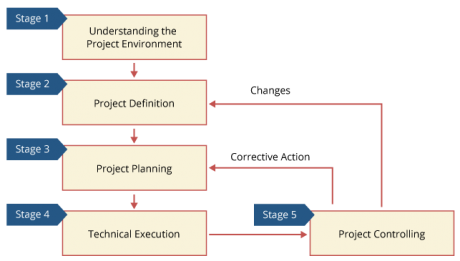 Stage 1
Understanding the
Project Environment
Stage 2
Project Definition
Changes
Stage 3
Project Planning
Corrective Action
Stage 4
Technical Execution
Stage 5
Project Controlling